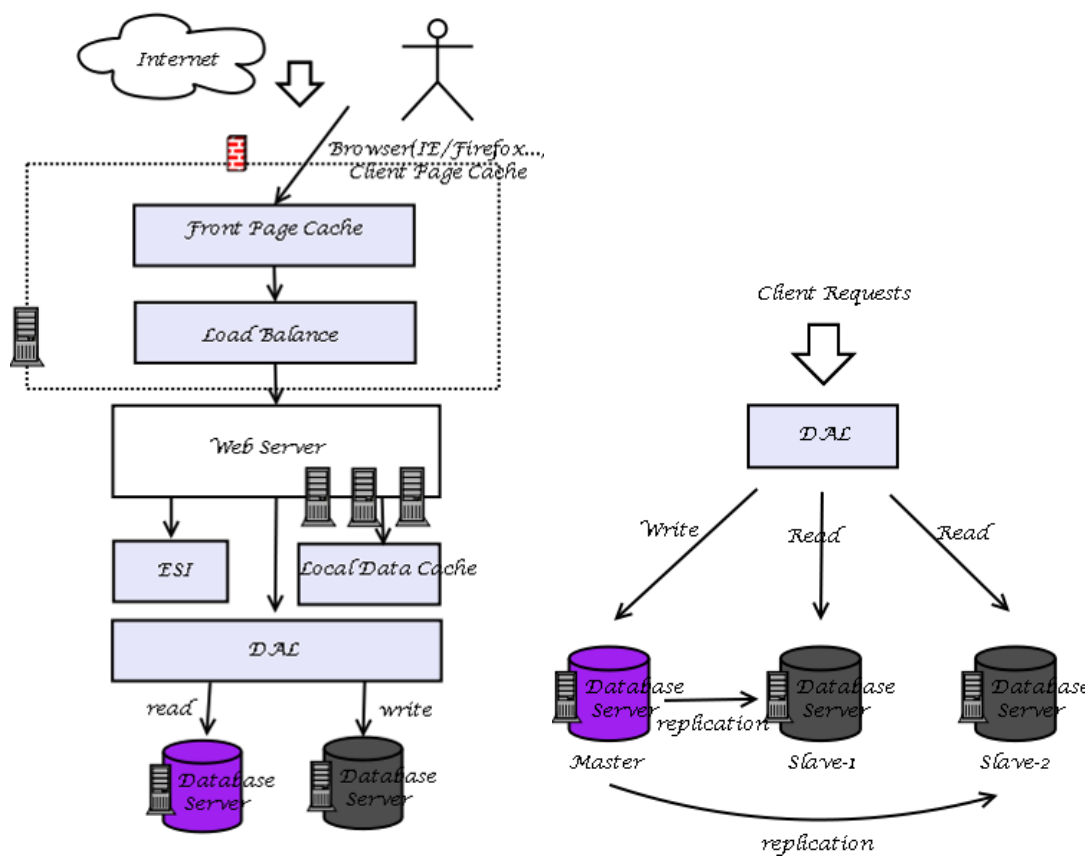 Internet
Browser(IE/Firefox...,
Client Page Cache
Front Page Cache
Load Balance
Web Server
ESI
Local Data Cache
DAL
read
write
Database
Server
Database
Server
Client Requests
DAL
Write
Read
Read
Database
Server
replication
Database
Server
Database
Server
Master
Slave-1
Slave-2
replication